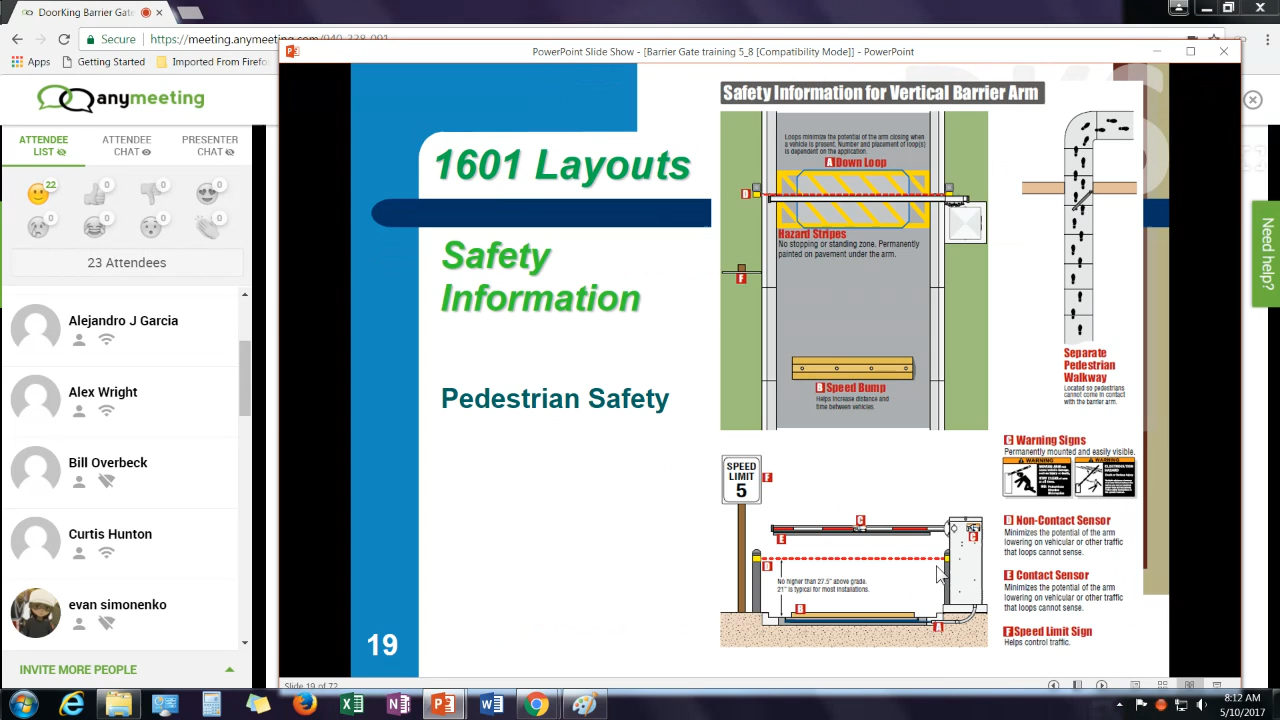 DoorKing Barrier Gate
Secure
https://meeting.anymeeting.com/
Apps
Getting Started
Imported From Firefo
anymeeting
ATTENDEE LIST
ATTENDEE CHAT
PRESENTER CHAT
22
0
0
0
0
0
0
0
23 Attendees
Alejandro J Garcia
Alex Wright
Bill Overbeck
Curtis Hunton
evan simonenko
INVITE MORE PEOPLE
PowerPoint Slide Show - [Barrier Gate training 5_8 [Compatibility Mode]] - PowerPoint
1601 Layouts
Safety
Information
Pedestrian Safety
19
Safety Information for Vertical Barrier Arm
Loops minimize the potential of the arm closing when
a vehicle is present. Number and placement of loop(s)
is dependent on the application.
A Down Loop
D
Hazard Stripes
No stopping or standing zone. Permanently
painted on pavement under the arm.
F
B Speed Bump
Helps increase distance and
time between vehicles.
Separate
Pedestrian
Walkway
Located so pedestrians
cannot come in contact
with the barrier arm.
SPEED
LIMIT
5
F
C
E
C
D
No higher than 27.5" above grade.
21" is typical for most installations.
B
A
C Warning Signs
Permanently mounted and easily visible.
WARNING
WARNING
D Non-Contact Sensor
Minimizes the potential of the arm
lowering on vehicular or other traffic
that loops cannot sense.
E Contact Sensor
Minimizes the potential of the arm
lowering on vehicular or other traffic
that loops cannot sense.
F Speed Limit Sign
Helps control traffic.
Slide 19 of 72
Need help?
8:12 AM
5/10/2017